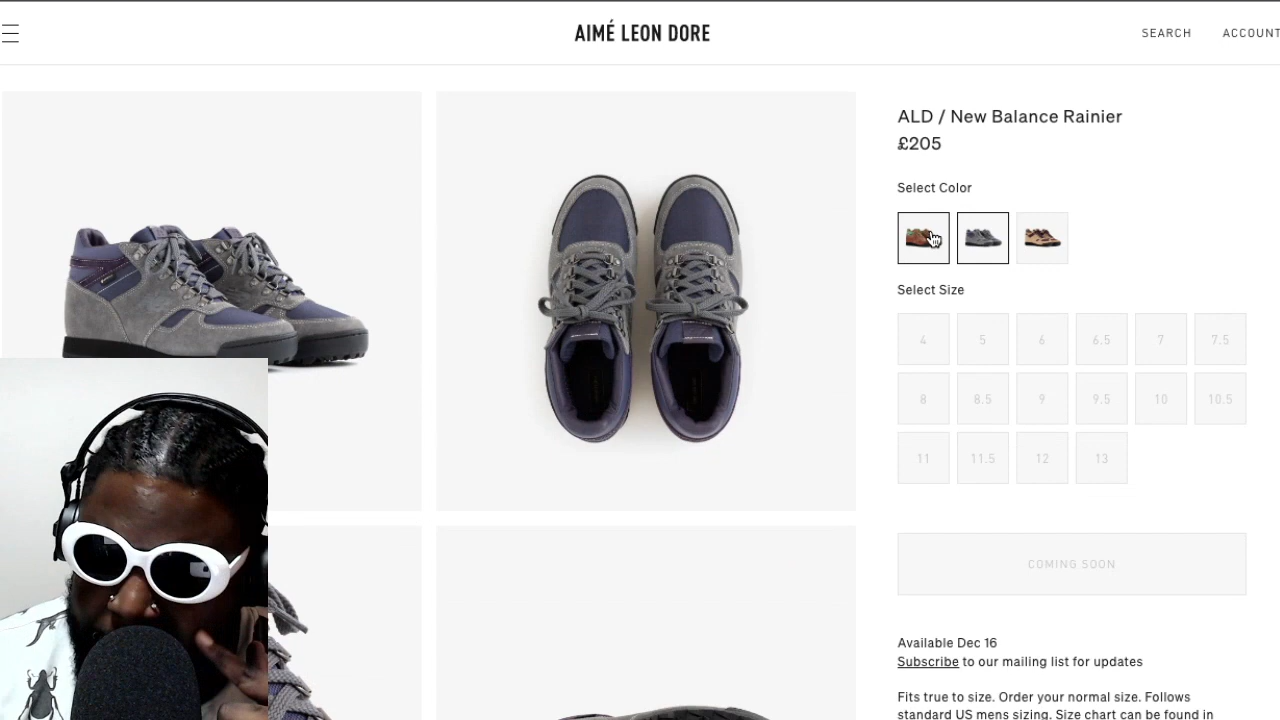 AIMÉ LEON DORE
SEARCH
ACCOUNT
ALD / New Balance Rainier
£205
Select Color
Select Size
4 5 6 6.5 7 7.5
8 8.5 9 9.5 10 10.5
11 11.5 12 13
COMING SOON
Available Dec 16
Subscribe to our mailing list for updates
Fits true to size. Order your normal size. Follows
standard US mens sizing. Size chart can be found in